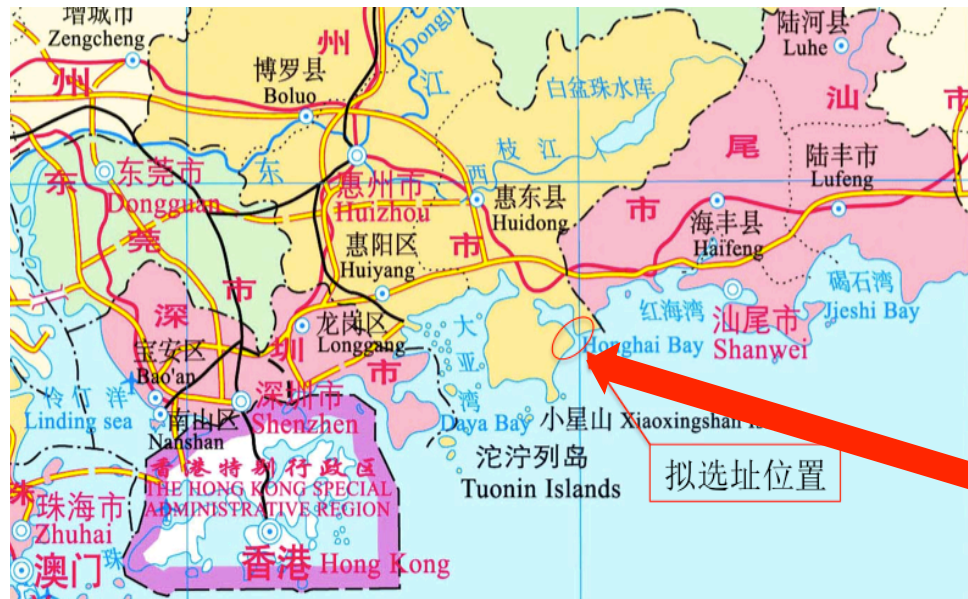 增城市
Zengcheng
州
博罗县
Boluo
州
Dongji
江
白盆珠水库
陆河县
Luhe
汕
市
尾
市
州
东莞市
Dongguan
东
莞
市
东
惠州市
Huizhou
惠阳区
Huiyang
市
西
枝
江
惠东县
Huidong
陆丰市
Lufeng
海丰县
Haifeng
碣石湾
Jieshi Bay
红海湾
Honghai Bay
汕尾市
Shanwei
深
圳
市
宝安区
Bao'an
龙岗区
Longgang
大
亚
湾
Daya Bay
伶仃洋
Linding sea
南山区
Nanshan
深圳市
Shenzhen
小星山 Xiaoxingshan
沱泞列岛
Tuonin Islands
拟选址位置
香港特别行政区
THE HONG KONG SPECIAL
ADMINISTRATIVE REGION
香港 Hong Kong
珠
珠海市
Zhuhai
澳门
珠